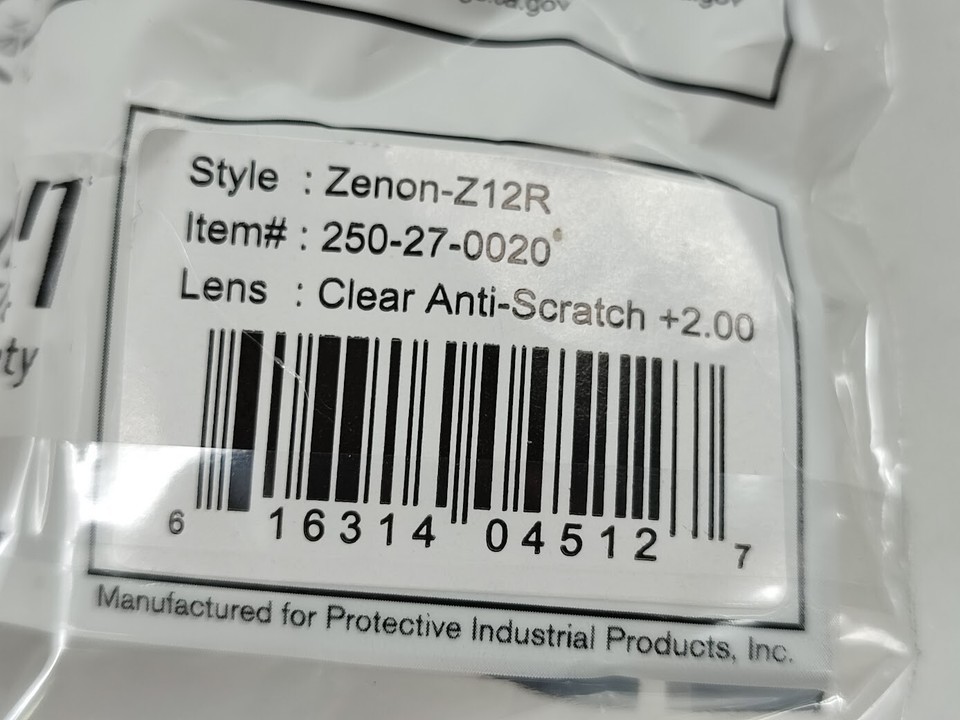 Style : Zenon-Z12R
Item# : 250-27-0020
Lens : Clear Anti-Scratch +2.00
6 16314 04512 7
Manufactured for Protective Industrial Products, Inc.